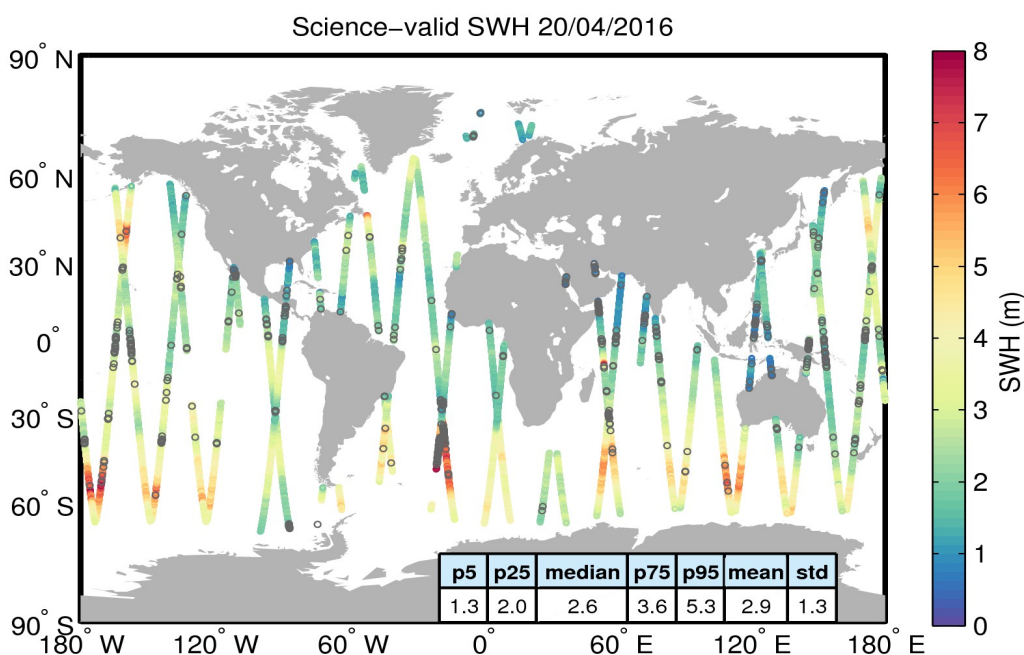 Science−valid SWH 20/04/2016
90° N
60° N
30° N
0°
30° S
60° S
90° S
180° W
120° W
60° W
0°
60° E
120° E
180° E
p5 p25 median p75 p95 mean std
1.3 2.0 2.6 3.6 5.3 2.9 1.3
8
7
6
5
4
3
2
1
0
SWH (m)